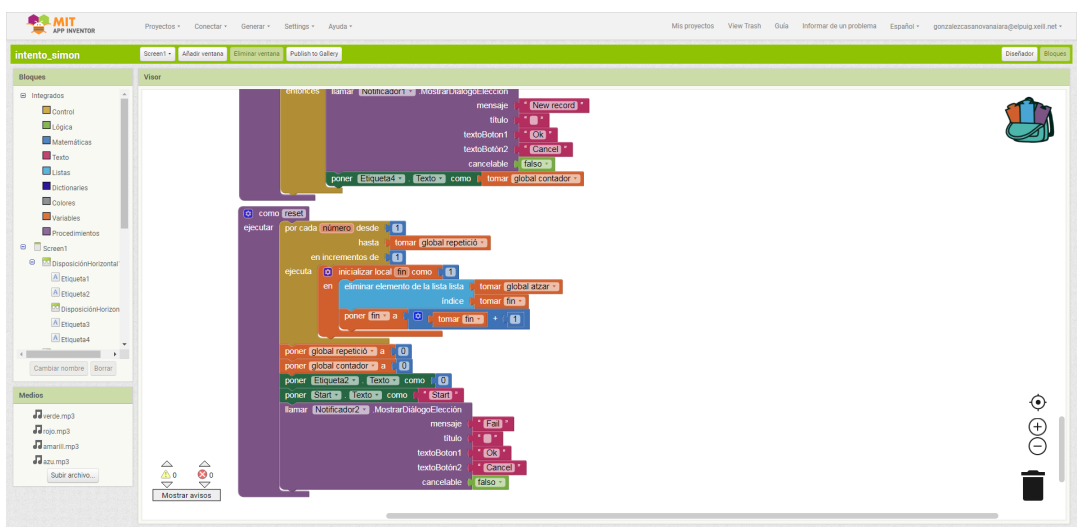 MIT
APP INVENTOR
Proyectos Conectar Generar Settings Ayuda Mis proyectos View Trash Guía Informar de un problema Español gonzalezcasanovanaiara@elpuig.xeill.net
intento_simon Screen1 Añadir ventana Eliminar ventana Publish to Gallery Diseñador Bloques
Bloques Visor
Integrados
Control
Lógica
Matemáticas
Texto
Listas
Dictionaries
Colores
Variables
Procedimientos
Screen1
DisposiciónHorizontal
Etiqueta1
Etiqueta2
DisposiciónHorizon
Etiqueta3
Etiqueta4
Cambiar nombre Borrar
Medios
verde.mp3
rojo.mp3
amarill.mp3
azu.mp3
Subir archivo...
entonces llamar Notificador1 .MostrarDiálogoElección
mensaje " New record "
título " "
textoBoton1 " Ok "
textoBotón2 " Cancel "
cancelable falso
poner Etiqueta4 . Texto como tomar global contador
como reset
ejecutar por cada número desde 1
hasta tomar global repetició
en incrementos de 1
ejecuta inicializar local fin como 1
en eliminar elemento de la lista lista tomar global atzar
índice tomar fin
poner fin a tomar fin + 1
poner global repetició a 0
poner global contador a 0
poner Etiqueta2 . Texto como 0
poner Start . Texto como " Start "
llamar Notificador2 .MostrarDiálogoElección
mensaje " Fail "
título " "
textoBoton1 " Ok "
textoBotón2 " Cancel "
cancelable falso
0 0
Mostrar avisos